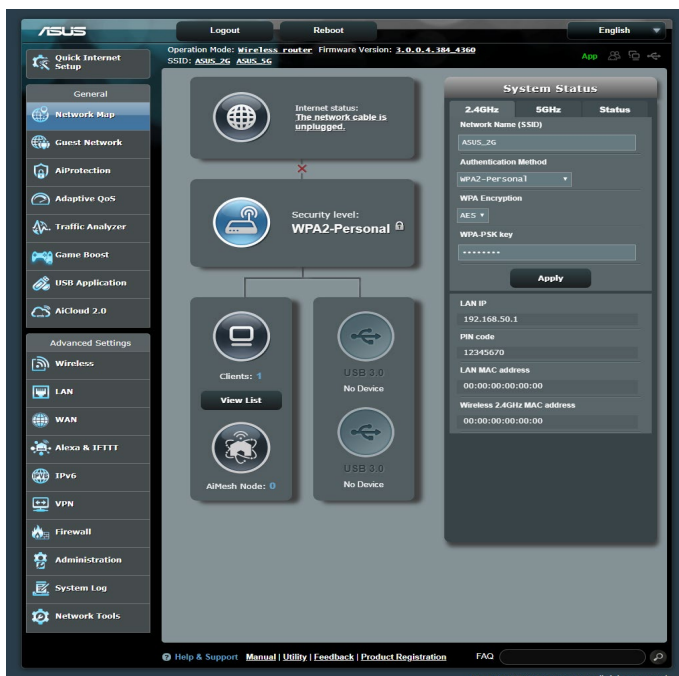 ASUS
Logout
Reboot
English
Quick Internet
Setup
Operation Mode: Wireless router Firmware Version: 3.0.0.4.384_4360
SSID: ASUS_2G ASUS_5G
App
General
Network Map
Guest Network
AiProtection
Adaptive QoS
Traffic Analyzer
Game Boost
USB Application
AiCloud 2.0
Advanced Settings
Wireless
LAN
WAN
Alexa & IFTTT
IPv6
VPN
Firewall
Administration
System Log
Network Tools
Internet status:
The network cable is
unplugged.
Security level:
WPA2-Personal
Clients: 1
View List
AiMesh Node: 0
USB 3.0
No Device
USB 3.0
No Device
System Status
2.4GHz 5GHz Status
Network Name (SSID)
ASUS_2G
Authentication Method
WPA2-Personal
WPA Encryption
AES
WPA-PSK key
••••••••
Apply
LAN IP
192.168.50.1
PIN code
12345670
LAN MAC address
00:00:00:00:00:00
Wireless 2.4GHz MAC address
00:00:00:00:00:00
Help & Support Manual | Utility | Feedback | Product Registration FAQ